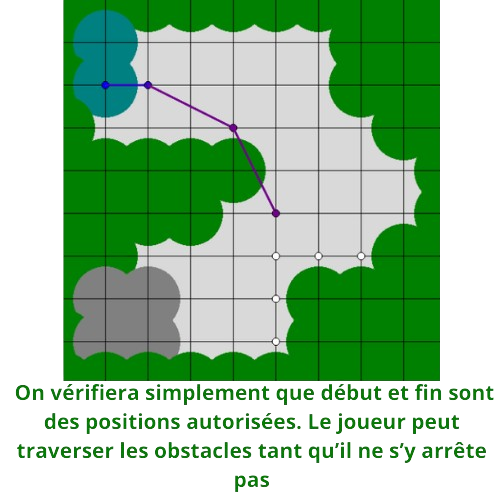 On vérifiera simplement que début et fin sont
des positions autorisées. Le joueur peut
traverser les obstacles tant qu'il ne s'y arrête
pas